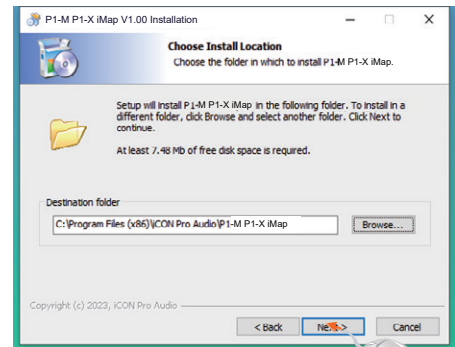 P1-M P1-X iMap V1.00 Installation
Choose Install Location
Choose the folder in which to install P1-M P1-X iMap.
Setup will install P1-M P1-X iMap in the following folder. To install in a
different folder, click Browse and select another folder. Click Next to
continue.
At least 7.48 Mb of free disk space is required.
Destination folder
C:\Program Files (x86)\iCON Pro Audio\P1-M P1-X iMap
Browse...
Copyright (c) 2023, iCON Pro Audio
< Back
Next >
Cancel